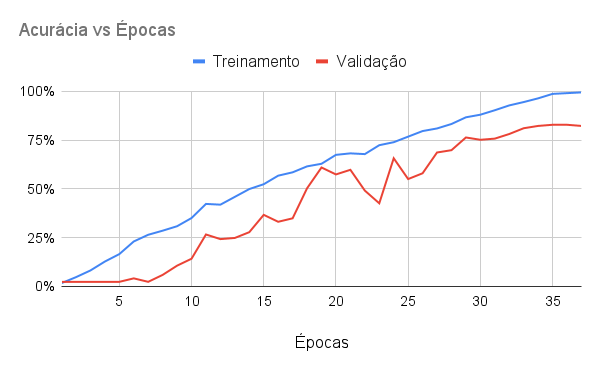 Acurácia vs Épocas
Treinamento Validação
100%
75%
50%
25%
0%
5 10 15 20 25 30 35
Épocas